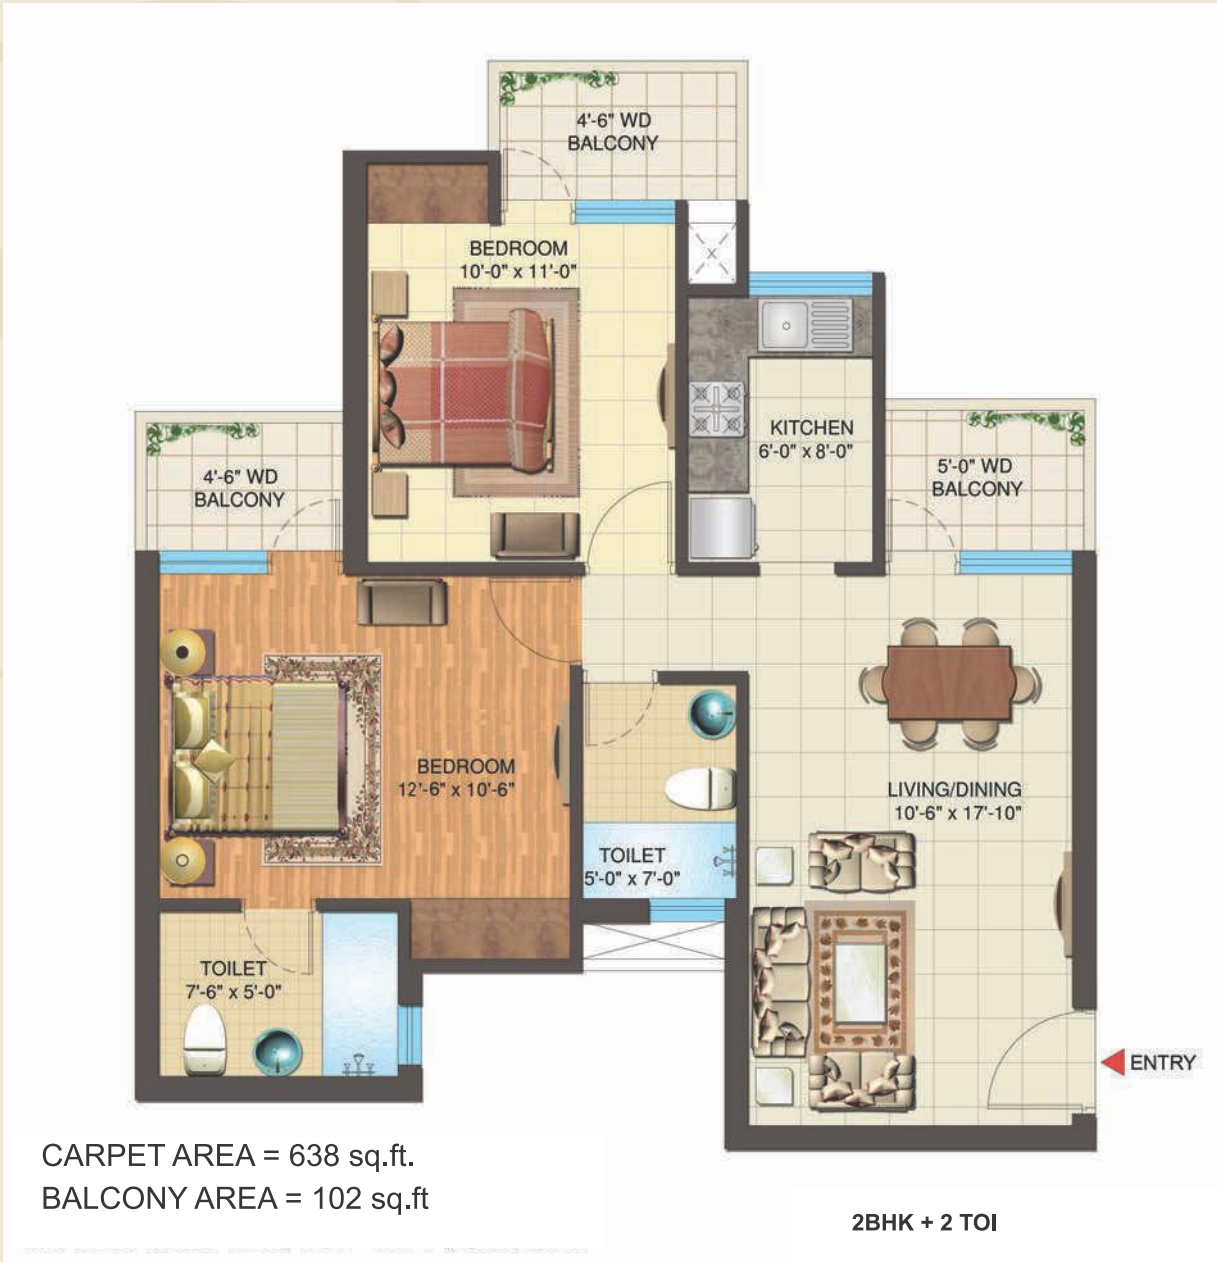 4'-6" WD
BALCONY
BEDROOM
10'-0" x 11'-0"
KITCHEN
6'-0" x 8'-0"
4'-6" WD
BALCONY
5'-0" WD
BALCONY
BEDROOM
12'-6" x 10'-6"
LIVING/DINING
10'-6" x 17'-10"
TOILET
5'-0" x 7'-0"
TOILET
7'-6" x 5'-0"
ENTRY
CARPET AREA = 638 sq.ft.
BALCONY AREA = 102 sq.ft
2BHK + 2 TOI